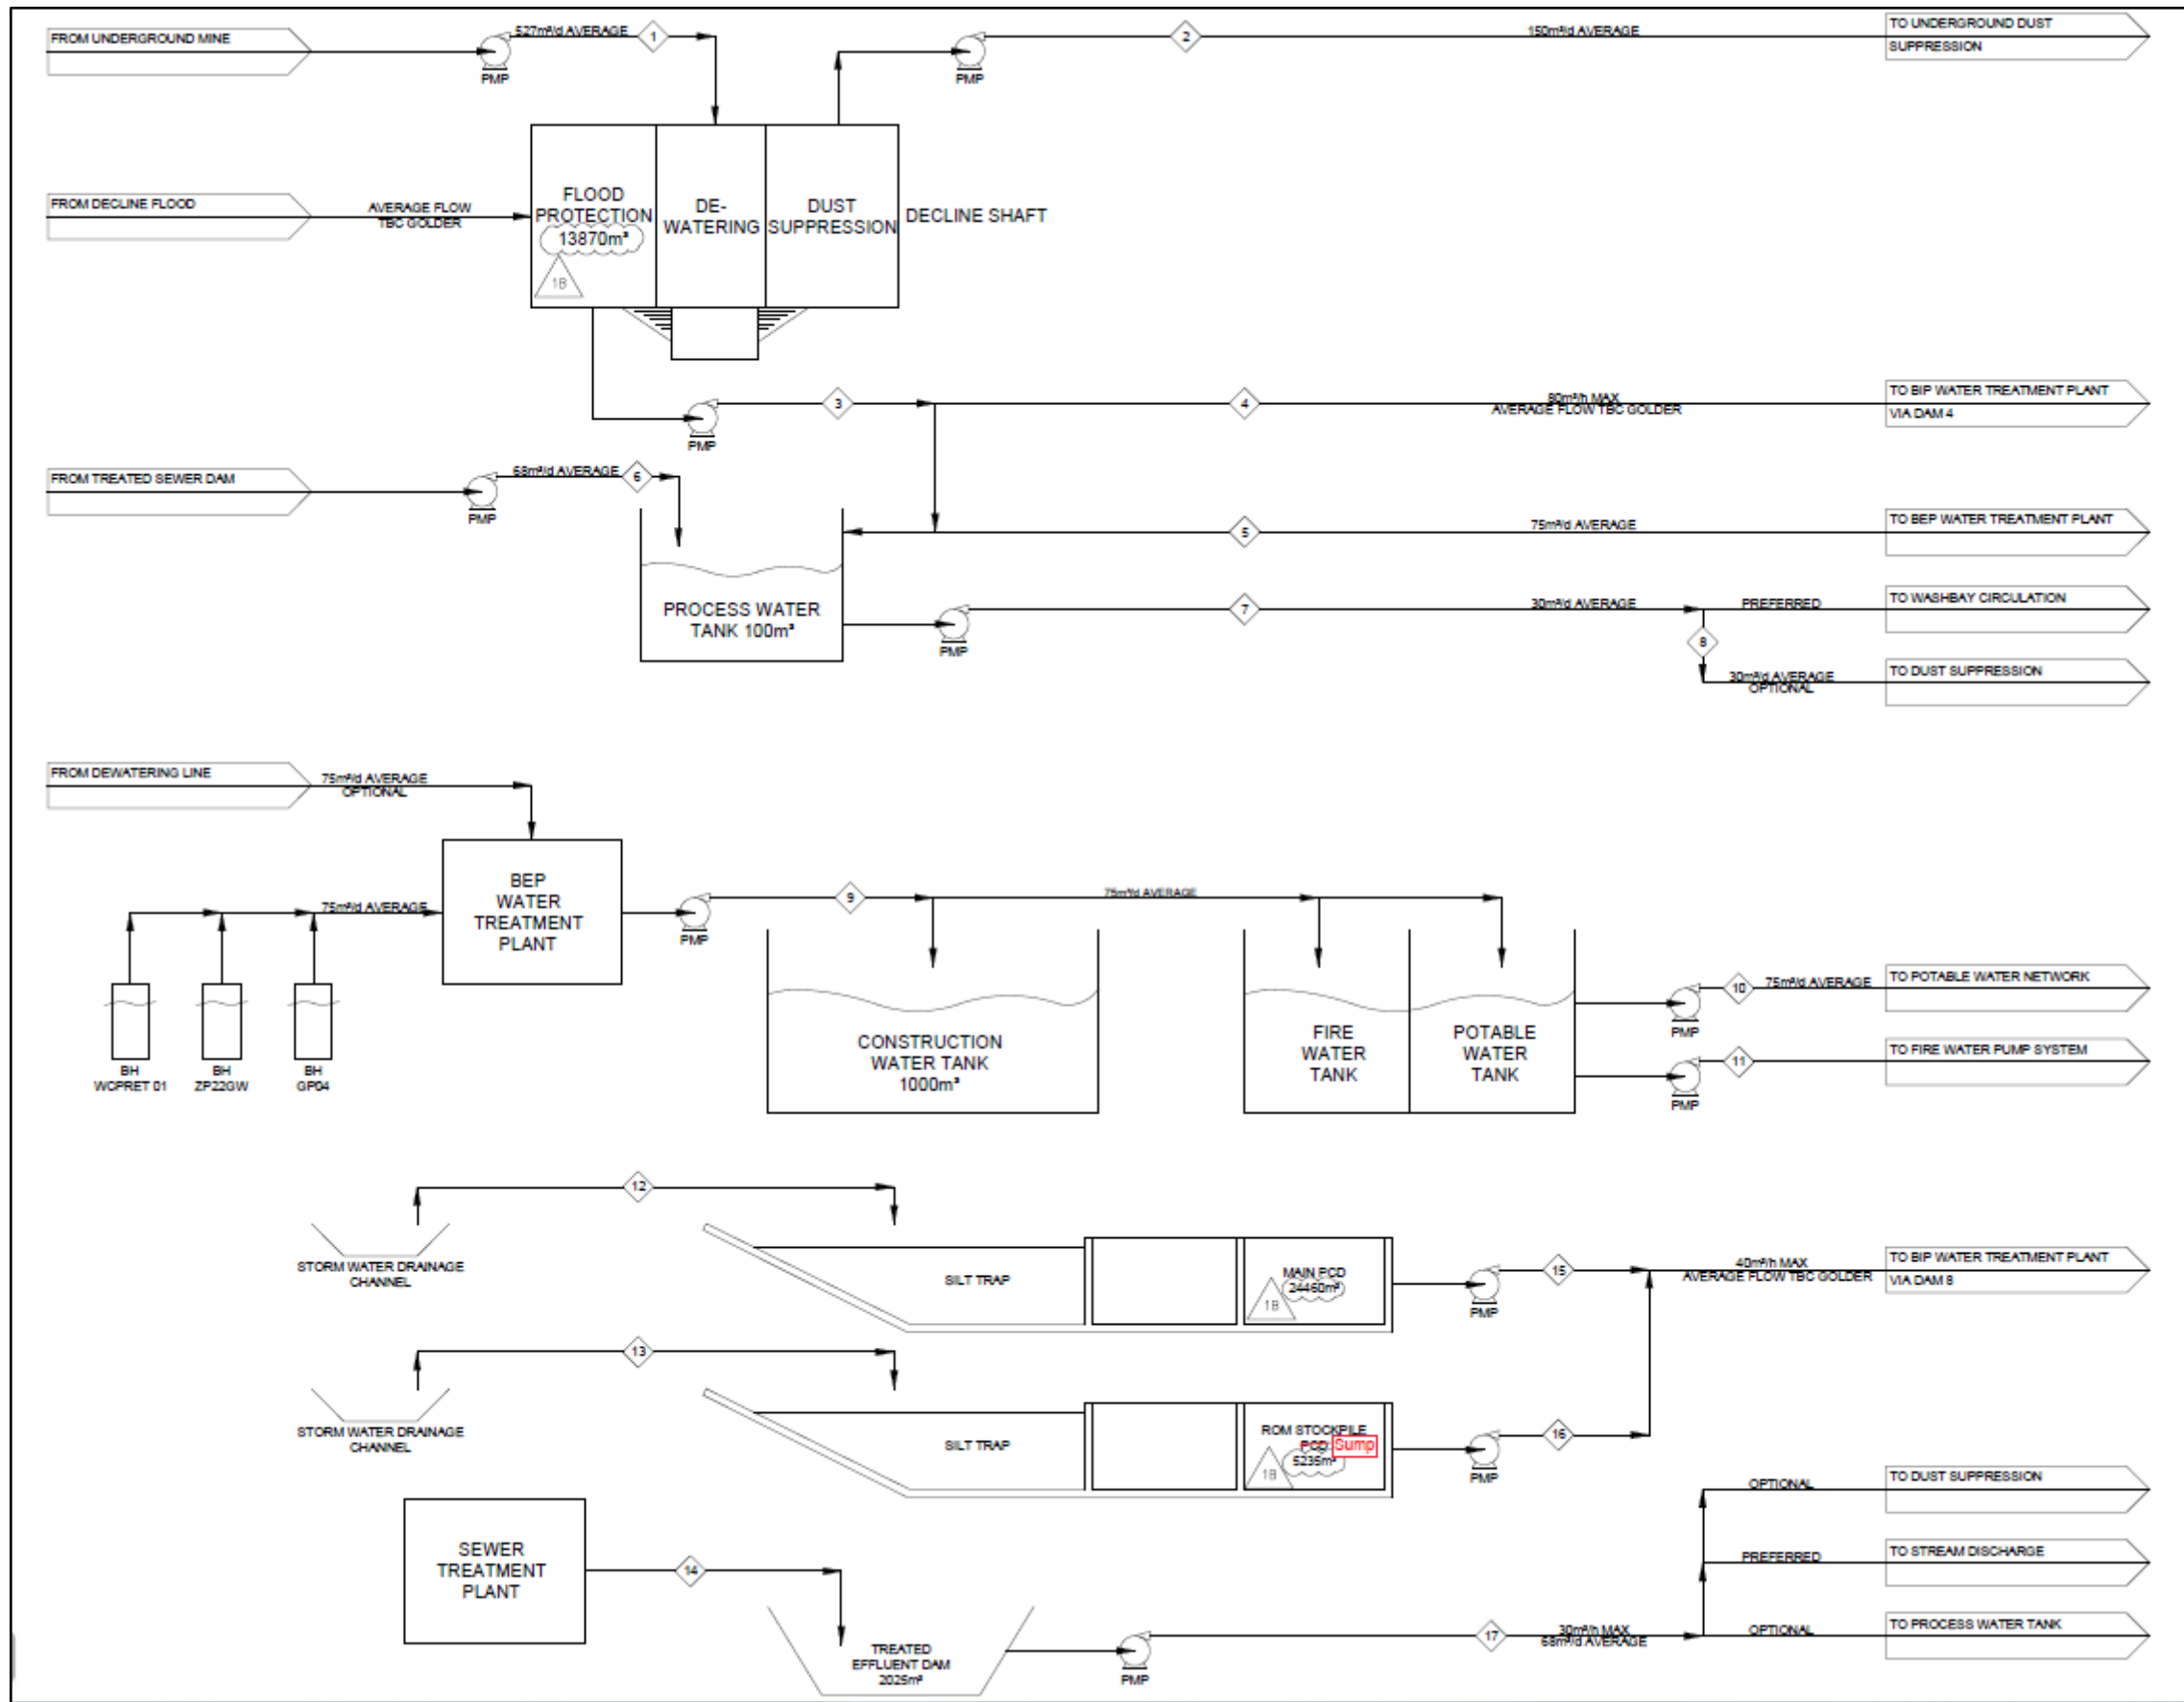 FROM UNDERGROUND MINE
527m³/d AVERAGE
1
PMP
PMP
2
150m³/d AVERAGE
TO UNDERGROUND DUST
SUPPRESSION
FROM DECLINE FLOOD
AVERAGE FLOW
TBC GOLDER
FLOOD
PROTECTION
13870m³
1B
DE-
WATERING
DUST
SUPPRESSION
DECLINE SHAFT
PMP
3
4
80m³/h MAX
AVERAGE FLOW TBC GOLDER
TO BIP WATER TREATMENT PLANT
VIA DAM 4
FROM TREATED SEWER DAM
PMP
68m³/d AVERAGE
6
5
75m³/d AVERAGE
TO BEP WATER TREATMENT PLANT
PROCESS WATER
TANK 100m³
PMP
7
30m³/d AVERAGE
PREFERRED
TO WASHBAY CIRCULATION
8
30m³/d AVERAGE
OPTIONAL
TO DUST SUPPRESSION
FROM DEWATERING LINE
75m³/d AVERAGE
OPTIONAL
BEP
WATER
TREATMENT
PLANT
75m³/d AVERAGE
BH
WCPRET 01
BH
ZP22GW
BH
GP04
PMP
9
75m³/d AVERAGE
CONSTRUCTION
WATER TANK
1000m³
FIRE
WATER
TANK
POTABLE
WATER
TANK
PMP
10
75m³/d AVERAGE
TO POTABLE WATER NETWORK
PMP
11
TO FIRE WATER PUMP SYSTEM
12
STORM WATER DRAINAGE
CHANNEL
SILT TRAP
MAIN PCD
24460m³
1B
PMP
15
40m³/h MAX
AVERAGE FLOW TBC GOLDER
TO BIP WATER TREATMENT PLANT
VIA DAM 8
13
STORM WATER DRAINAGE
CHANNEL
SILT TRAP
ROM STOCKPILE
PCD Sump
5235m³
1B
PMP
16
OPTIONAL
TO DUST SUPPRESSION
SEWER
TREATMENT
PLANT
14
PREFERRED
TO STREAM DISCHARGE
TREATED
EFFLUENT DAM
2025m³
PMP
17
30m³/h MAX
68m³/d AVERAGE
OPTIONAL
TO PROCESS WATER TANK